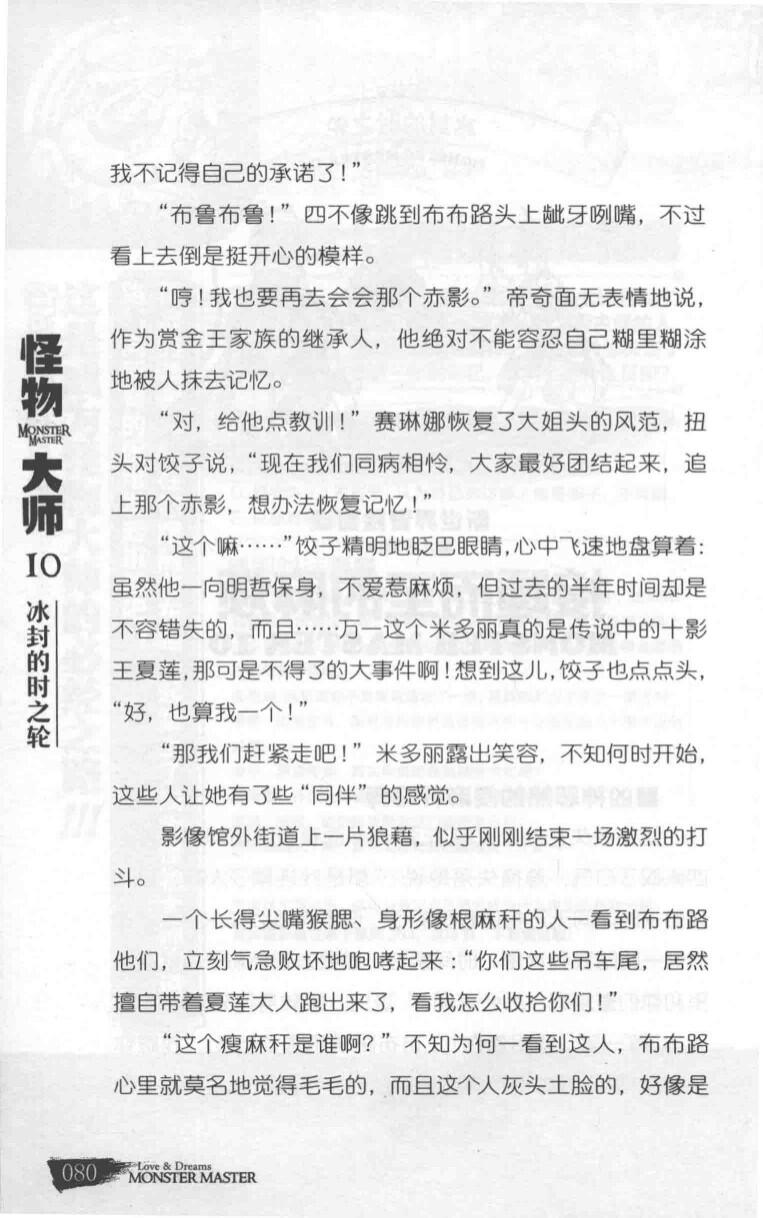 我不记得自己的承诺了！”
“布鲁布鲁！”四不像跳到布布路头上龇牙咧嘴，不过
看上去倒是挺开心的模样。
“哼！我也要再去会会那个赤影。”帝奇面无表情地说，
作为赏金王家族的继承人，他绝对不能容忍自己糊里糊涂
地被人抹去记忆。
“对，给他点教训！”赛琳娜恢复了大姐头的风范，扭
头对饺子说，“现在我们同病相怜，大家最好团结起来，追
上那个赤影，想办法恢复记忆！”
“这个嘛……”饺子精明地眨巴眼睛，心中飞速地盘算着：
虽然他一向明哲保身，不爱惹麻烦，但过去的半年时间却是
不容错失的，而且……万一这个米多丽真的是传说中的十影
王夏莲，那可是不得了的大事件啊！想到这儿，饺子也点点头，
“好，也算我一个！”
“那我们赶紧走吧！”米多丽露出笑容，不知何时开始，
这些人让她有了些“同伴”的感觉。
影像馆外街道上一片狼藉，似乎刚刚结束一场激烈的打
斗。
一个长得尖嘴猴腮、身形像根麻秆的人一看到布布路
他们，立刻气急败坏地咆哮起来：“你们这些吊车尾，居然
擅自带着夏莲大人跑出来了，看我怎么收拾你们！”
“这个瘦麻秆是谁啊？”不知为何一看到这人，布布路
心里就莫名地觉得毛毛的，而且这个人灰头土脸的，好像是
怪物
MONSTER
MASTER
大师
10
冰封的时之轮
080
Love & Dreams
MONSTER MASTER